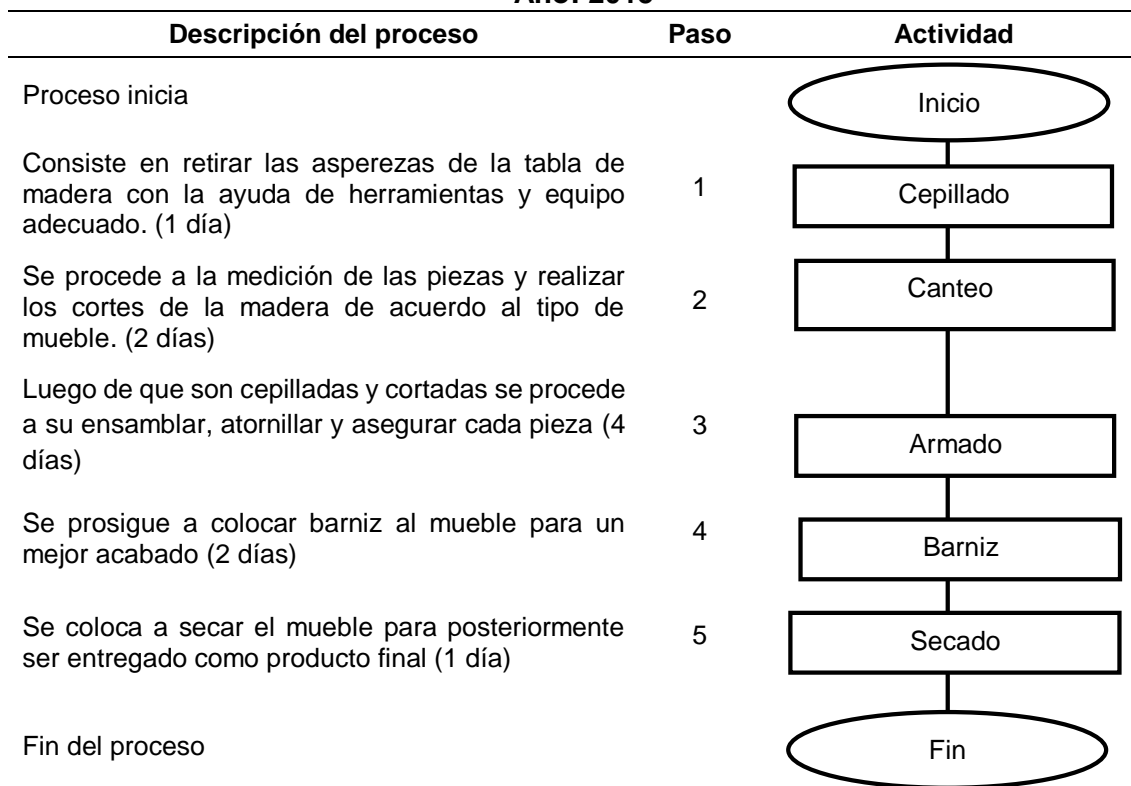 Descripción del proceso Paso Actividad
Proceso inicia Inicio
Consiste en retirar las asperezas de la tabla de
madera con la ayuda de herramientas y equipo
adecuado. (1 día)
1 Cepillado
Se procede a la medición de las piezas y realizar
los cortes de la madera de acuerdo al tipo de
mueble. (2 días)
2 Canteo
Luego de que son cepilladas y cortadas se procede
a su ensamblar, atornillar y asegurar cada pieza (4
días)
3 Armado
Se prosigue a colocar barniz al mueble para un
mejor acabado (2 días)
4 Barniz
Se coloca a secar el mueble para posteriormente
ser entregado como producto final (1 día)
5 Secado
Fin del proceso Fin